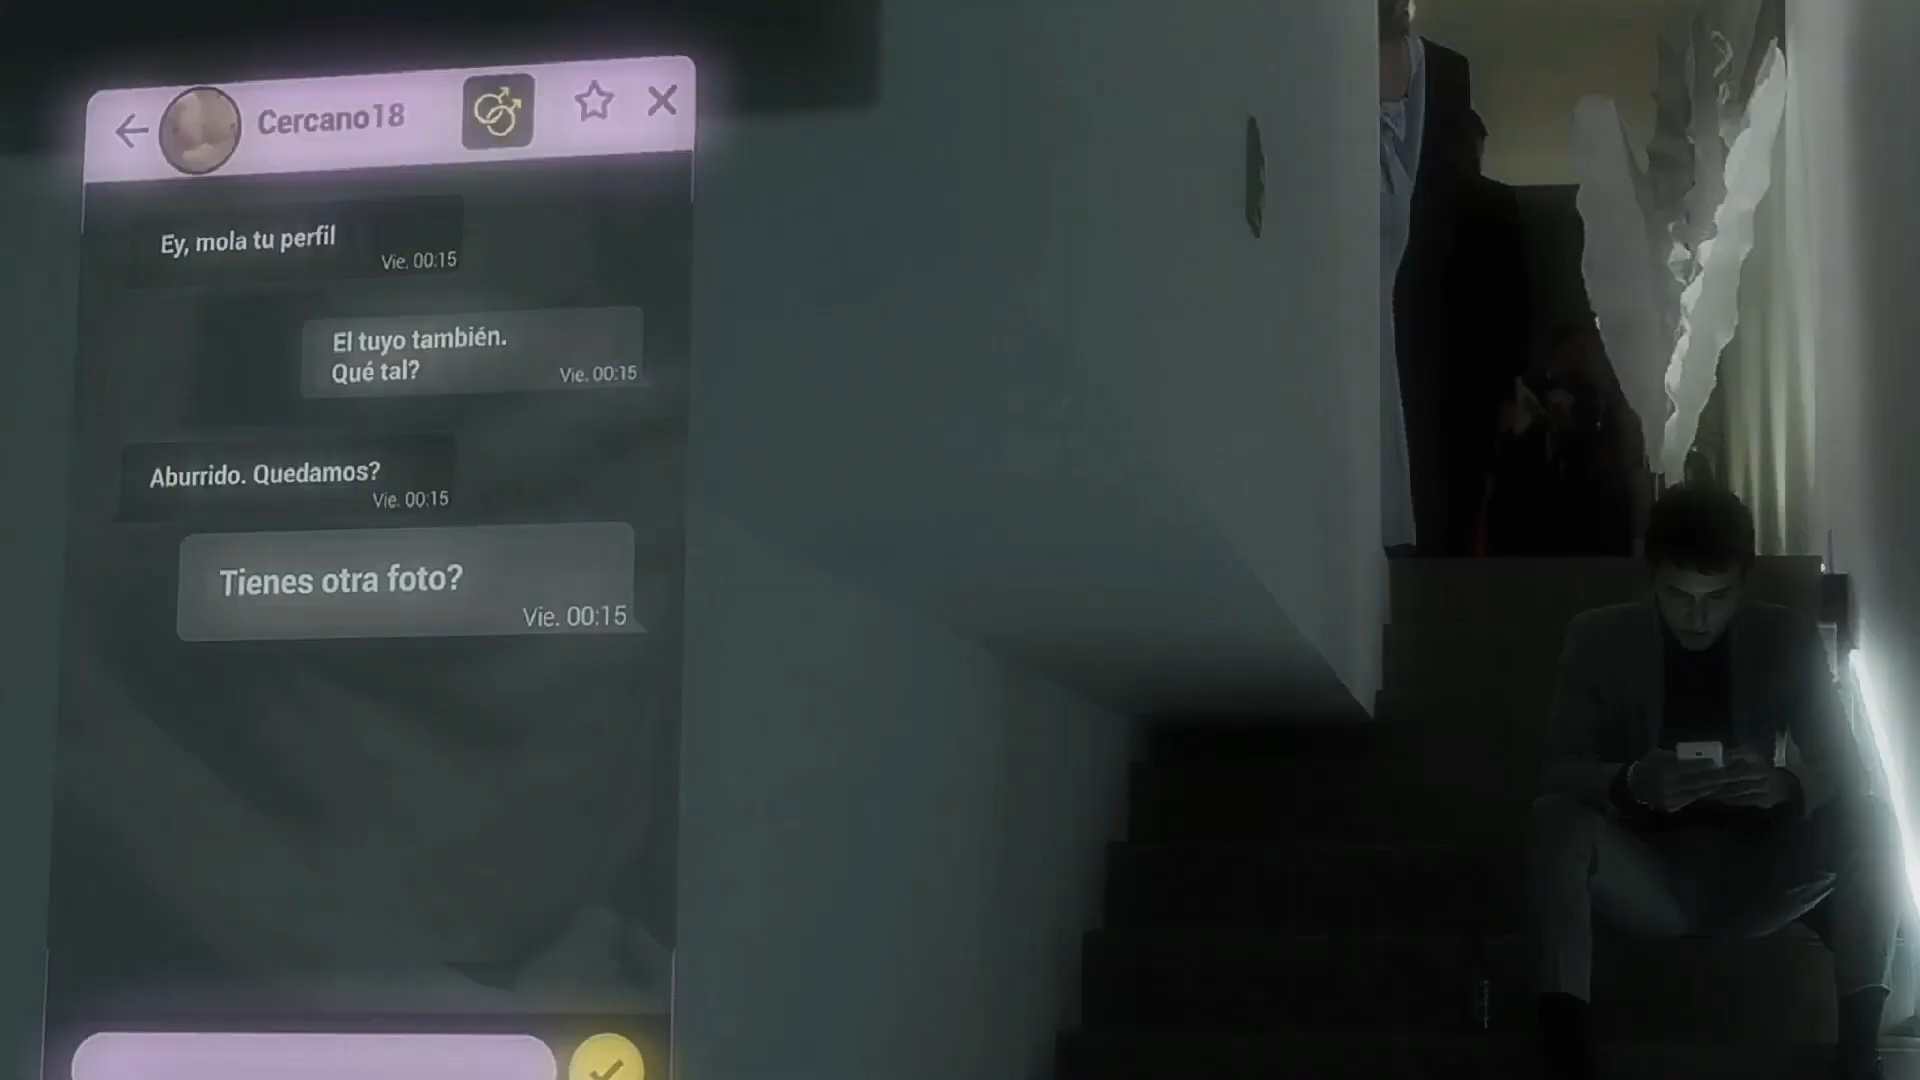 Cercano18
Ey, mola tu perfil
Vie. 00:15
El tuyo también.
Qué tal?
Vie. 00:15
Aburrido. Quedamos?
Vie. 00:15
Tienes otra foto?
Vie. 00:15